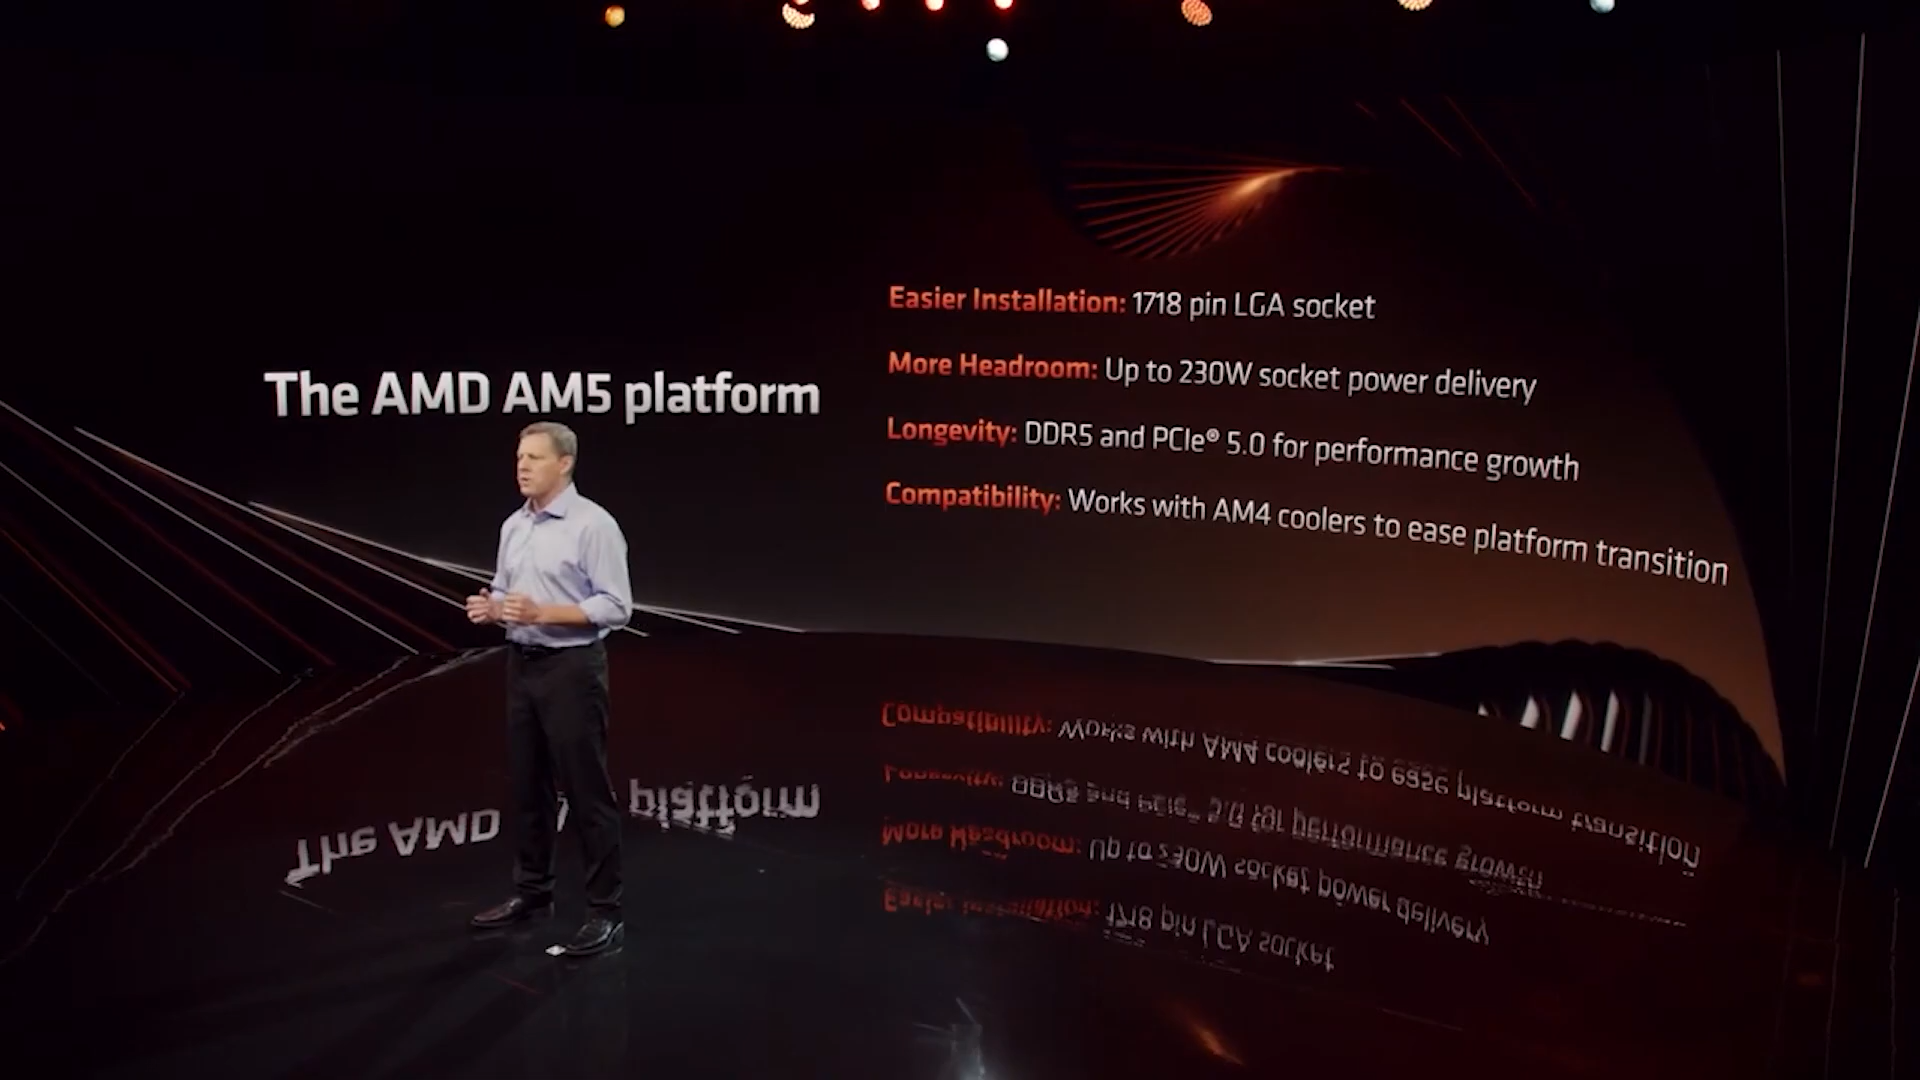 The AMD AM5 platform
Easier Installation: 1718 pin LGA socket
More Headroom: Up to 230W socket power delivery
Longevity: DDR5 and PCIe® 5.0 for performance growth
Compatibility: Works with AM4 coolers to ease platform transition